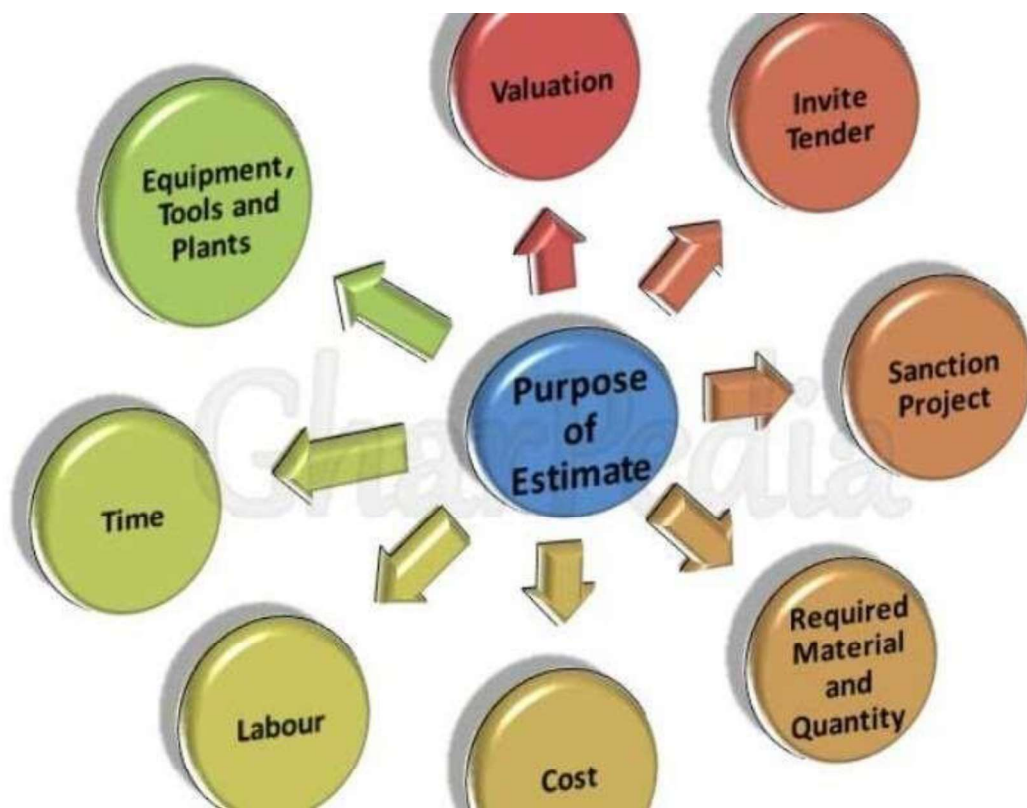 Valuation
Invite
Tender
Equipment,
Tools and
Plants
Sanction
Project
Purpose
of
Estimate
Time
Required
Material
and
Quantity
Labour
Cost
GharPedia